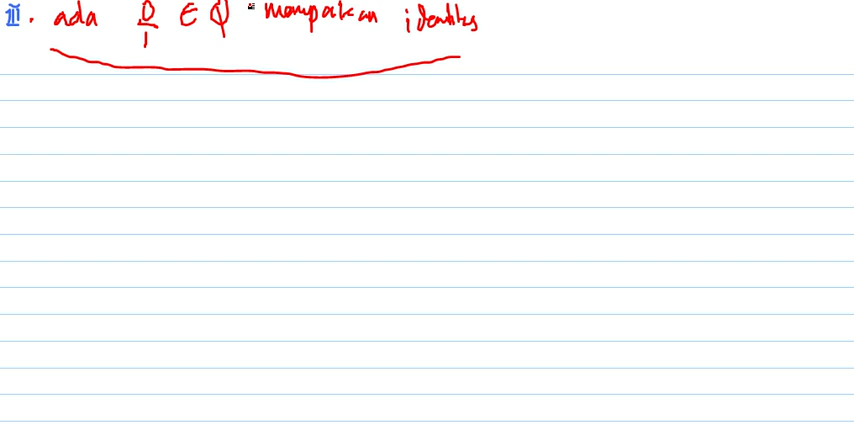 II. ada 0/1 ∈ Q merupakan identitas